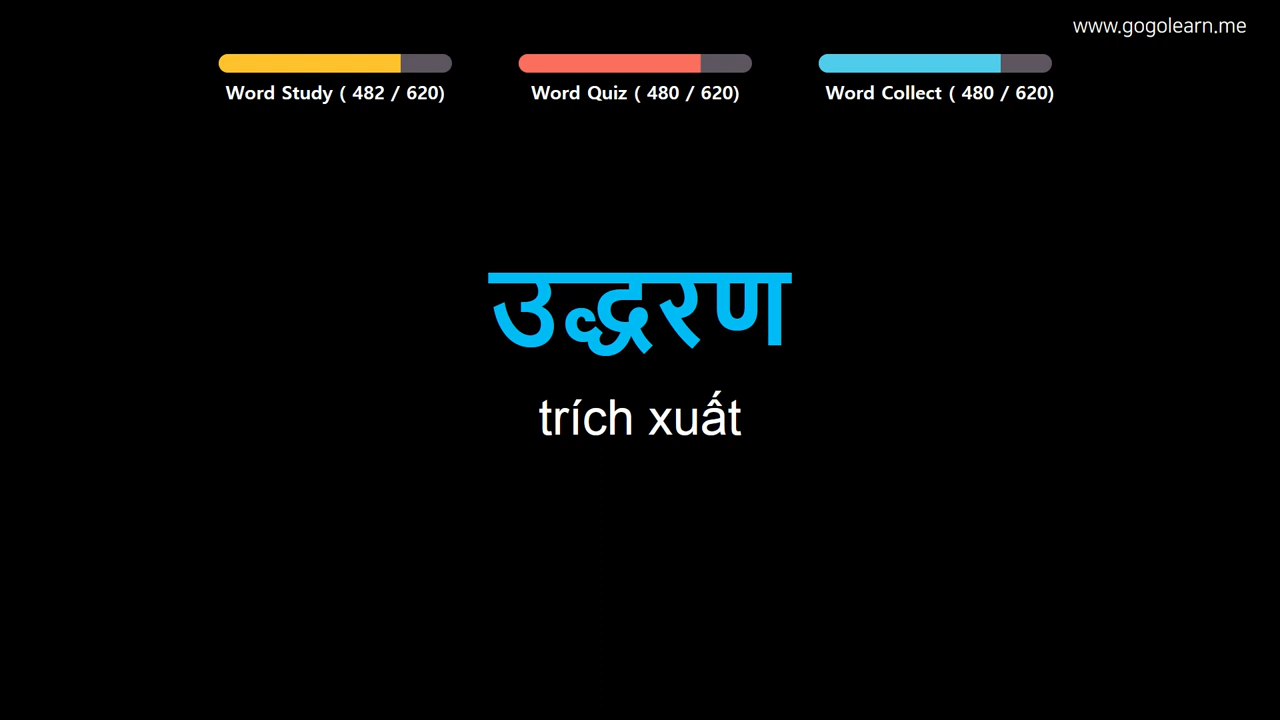 www.gogolearn.me
Word Study ( 482 / 620)
Word Quiz ( 480 / 620)
Word Collect ( 480 / 620)
उद्धरण
trích xuất